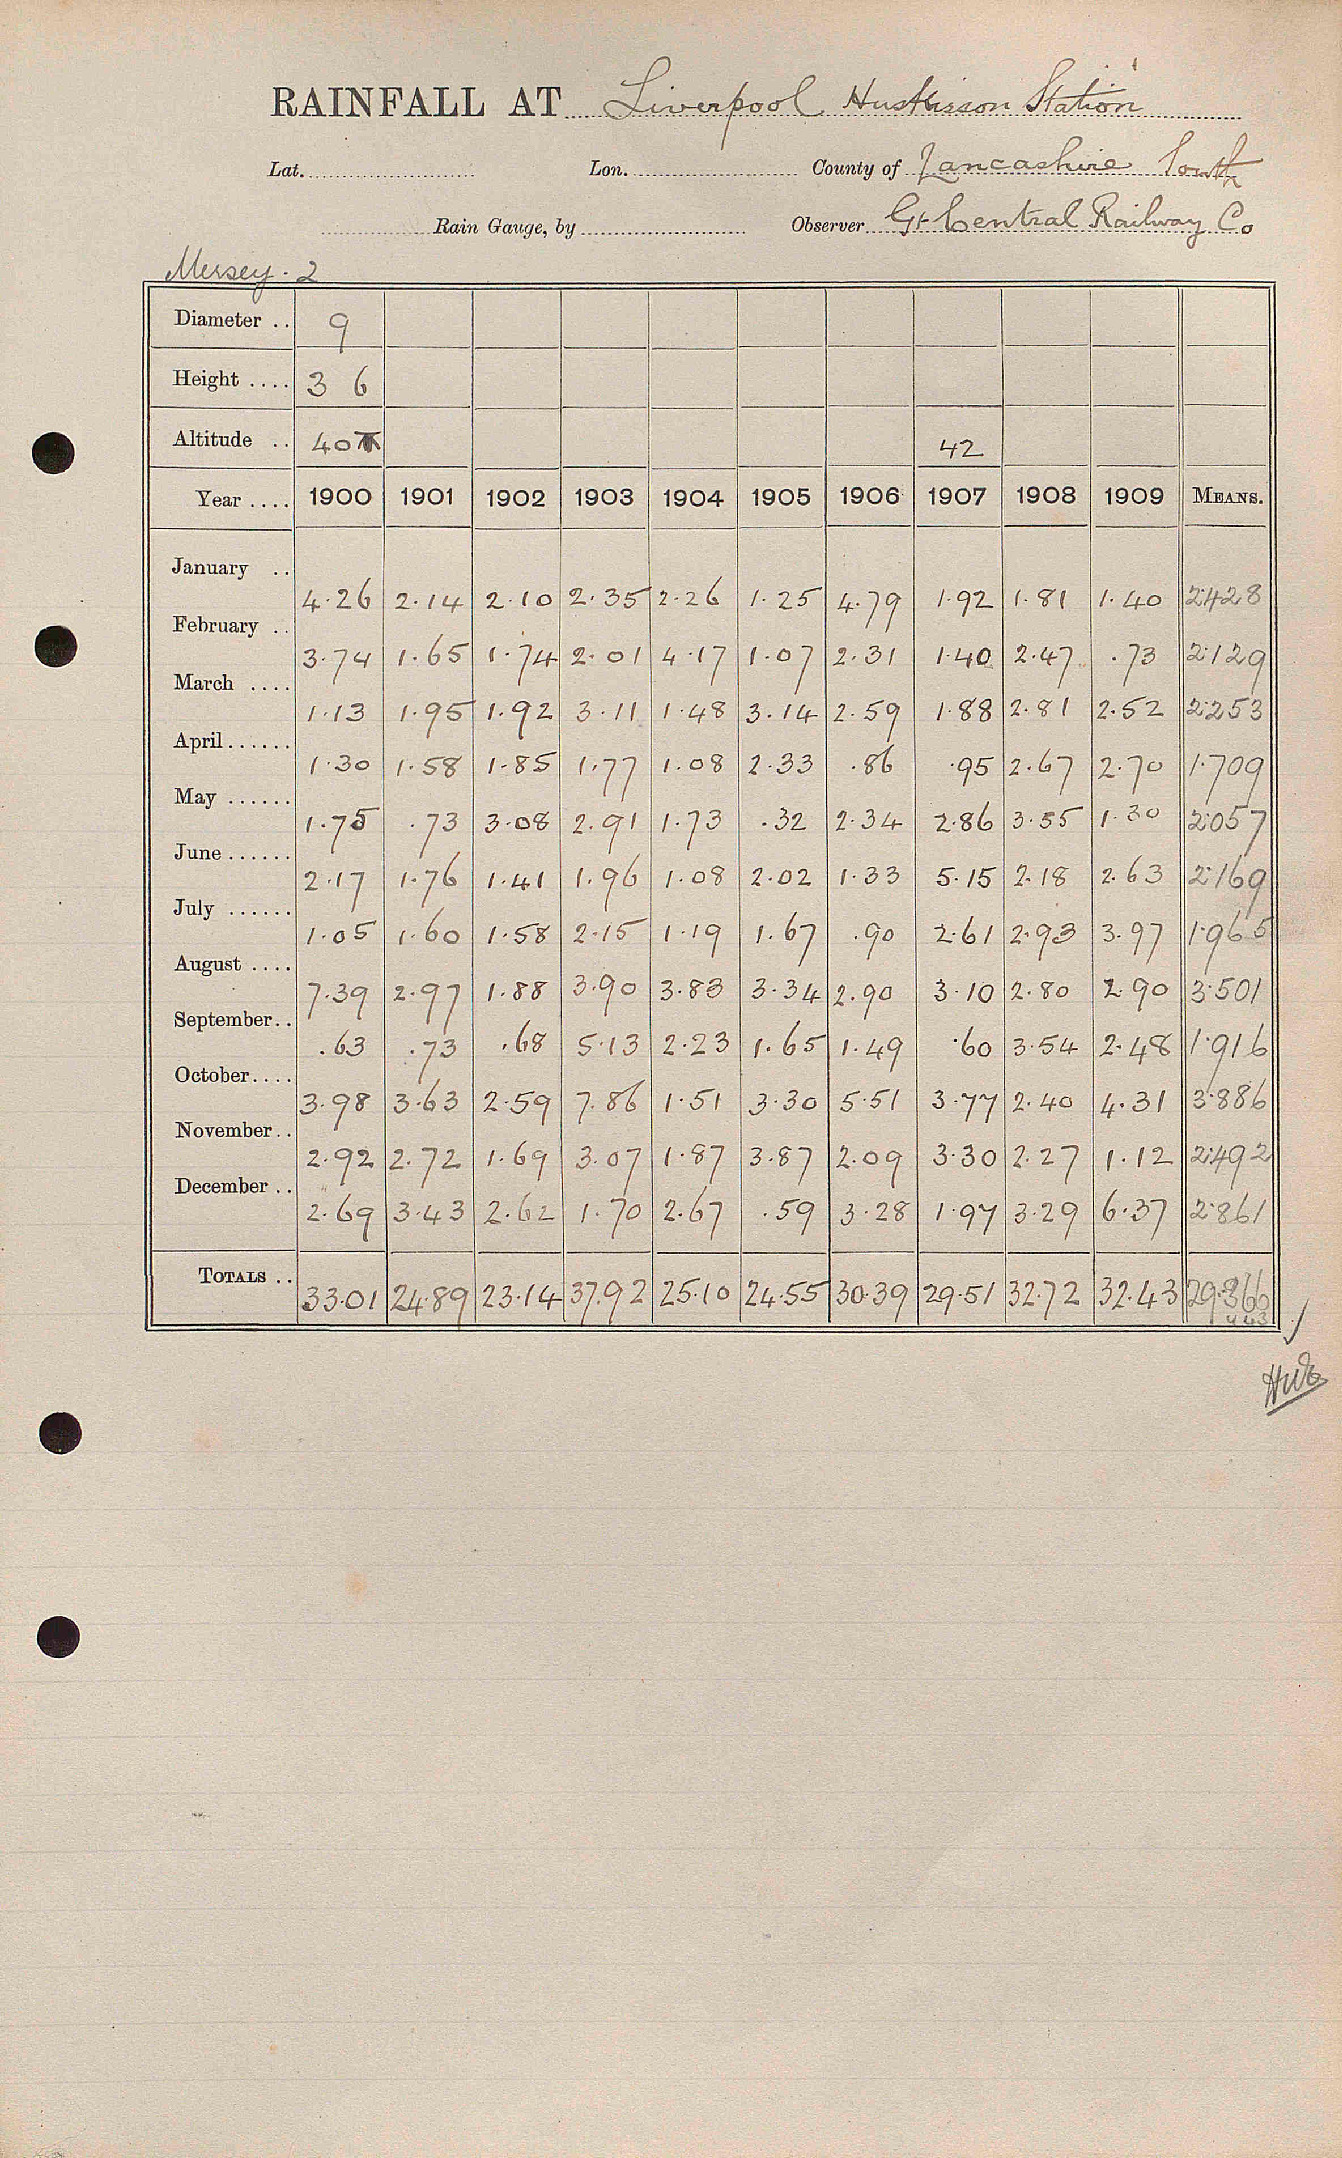 RAINFALL AT Liverpool Huskisson Station
Lat. Lon. County of Lancashire South
Rain Gauge, by Observer Gt Central Railway Co
Mersey. 2
Diameter .. 9
Height .... 3 6
Altitude .. 40 42
Year .... 1900 1901 1902 1903 1904 1905 1906 1907 1908 1909 MEANS.
January .. 4.26 2.14 2.10 2.35 2.26 1.25 4.79 1.92 1.81 1.40 2.428
February .. 3.74 1.65 1.74 2.01 4.17 1.07 2.31 1.40 2.47 .73 2.129
March .... 1.13 1.95 1.92 3.11 1.48 3.14 2.59 1.88 2.81 2.52 2.253
April ...... 1.30 1.58 1.85 1.77 1.08 2.33 .86 .95 2.67 2.70 1.709
May ...... 1.75 .73 3.08 2.91 1.73 .32 2.34 2.86 3.55 1.30 2.057
June ...... 2.17 1.76 1.41 1.96 1.08 2.02 1.33 5.15 2.18 2.63 2.169
July ...... 1.05 1.60 1.58 2.15 1.19 1.67 .90 2.61 2.93 3.97 1.965
August .... 7.39 2.97 1.88 3.90 3.83 3.34 2.90 3.10 2.80 2.90 3.501
September .. .63 .73 .68 5.13 2.23 1.65 1.49 .60 3.54 2.48 1.916
October .... 3.98 3.63 2.59 7.86 1.51 3.30 5.51 3.77 2.40 4.31 3.886
November .. 2.92 2.72 1.69 3.07 1.87 3.87 2.09 3.30 2.27 1.12 2.492
December .. 2.69 3.43 2.62 1.70 2.67 .59 3.28 1.97 3.29 6.37 2.861
TOTALS .. 33.01 24.89 23.14 37.92 25.10 24.55 30.39 29.51 32.72 32.43 29.366